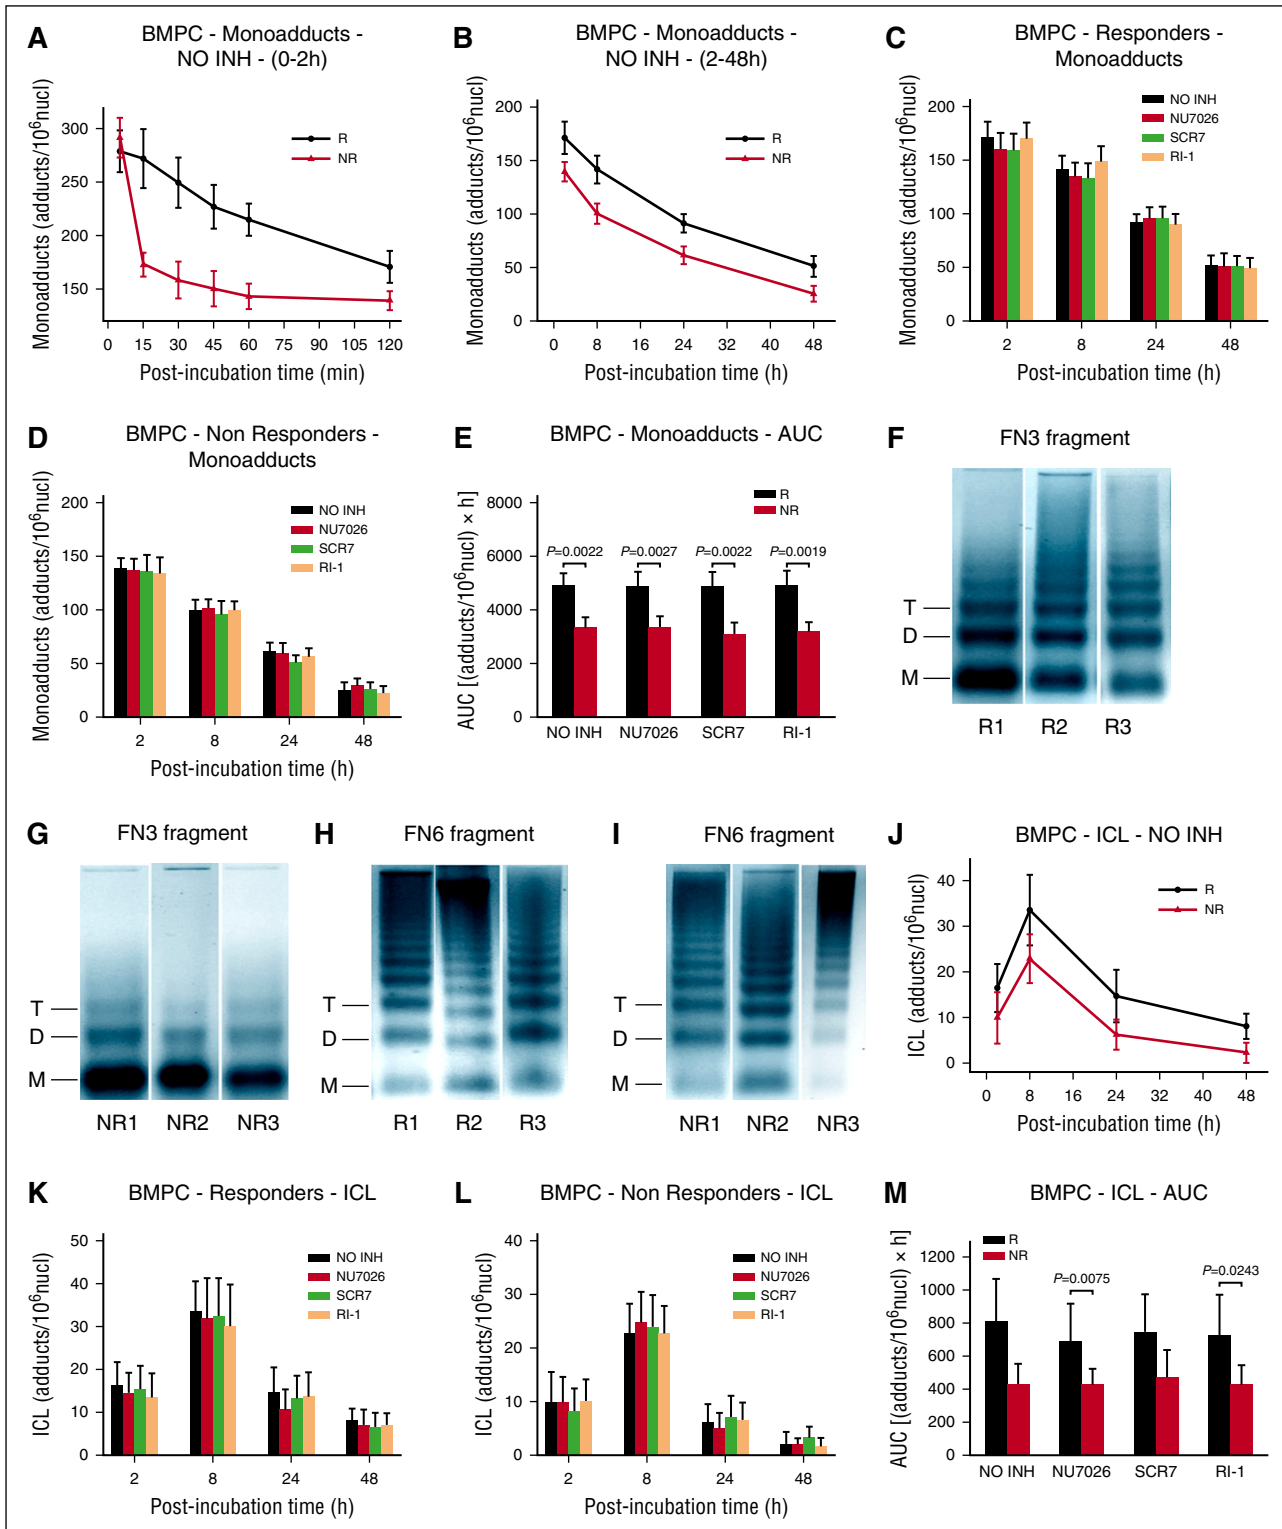 A
BMPC - Monoadducts -
NO INH - (0-2h)
Monoadducts (adducts/10⁶nucl)
300
250
200
150
R
NR
0 15 30 45 60 75 90 105 120
Post-incubation time (min)
B
BMPC - Monoadducts -
NO INH - (2-48h)
Monoadducts (adducts/10⁶nucl)
200
150
100
50
0
R
NR
0 8 16 24 32 40 48
Post-incubation time (h)
C
BMPC - Responders -
Monoadducts
Monoadducts (adducts/10⁶nucl)
200
150
100
50
0
NO INH
NU7026
SCR7
RI-1
2 8 24 48
Post-incubation time (h)
D
BMPC - Non Responders -
Monoadducts
Monoadducts (adducts/10⁶nucl)
200
150
100
50
0
NO INH
NU7026
SCR7
RI-1
2 8 24 48
Post-incubation time (h)
E
BMPC - Monoadducts - AUC
AUC [(adducts/10⁶nucl) × h]
8000
6000
4000
2000
0
R
NR
P=0.0022 P=0.0027 P=0.0022 P=0.0019
NO INH NU7026 SCR7 RI-1
F
FN3 fragment
T
D
M
R1 R2 R3
G
FN3 fragment
T
D
M
NR1 NR2 NR3
H
FN6 fragment
T
D
M
R1 R2 R3
I
FN6 fragment
T
D
M
NR1 NR2 NR3
J
BMPC - ICL - NO INH
ICL (adducts/10⁶nucl)
40
30
20
10
0
R
NR
0 8 16 24 32 40 48
Post-incubation time (h)
K
BMPC - Responders - ICL
ICL (adducts/10⁶nucl)
50
40
30
20
10
0
NO INH
NU7026
SCR7
RI-1
2 8 24 48
Post-incubation time (h)
L
BMPC - Non Responders - ICL
ICL (adducts/10⁶nucl)
40
30
20
10
0
NO INH
NU7026
SCR7
RI-1
2 8 24 48
Post-incubation time (h)
M
BMPC - ICL - AUC
AUC [(adducts/10⁶nucl) × h]
1200
1000
800
600
400
200
0
R
NR
P=0.0075
P=0.0243
NO INH NU7026 SCR7 RI-1